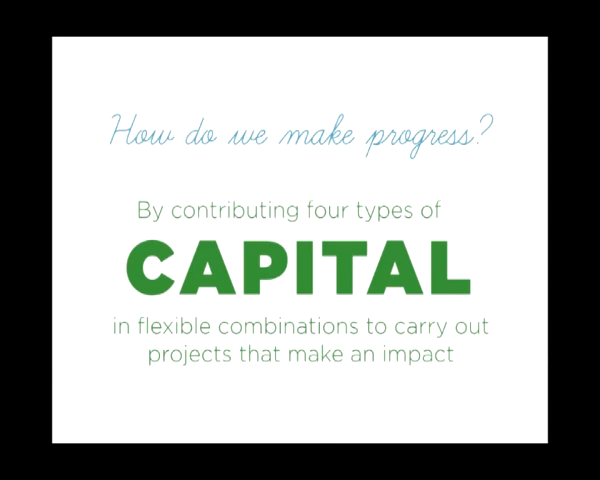 How do we make progress?
By contributing four types of
CAPITAL
in flexible combinations to carry out
projects that make an impact